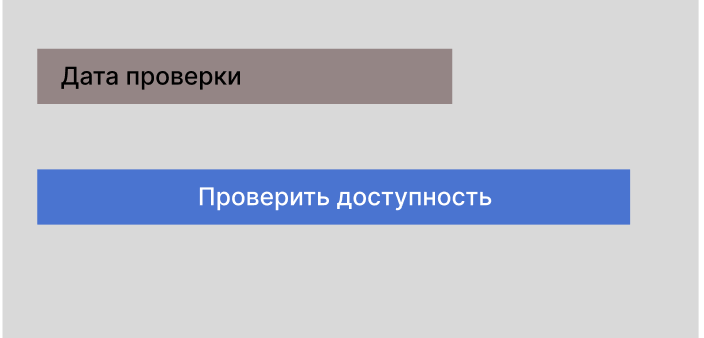 Дата проверки
Проверить доступность